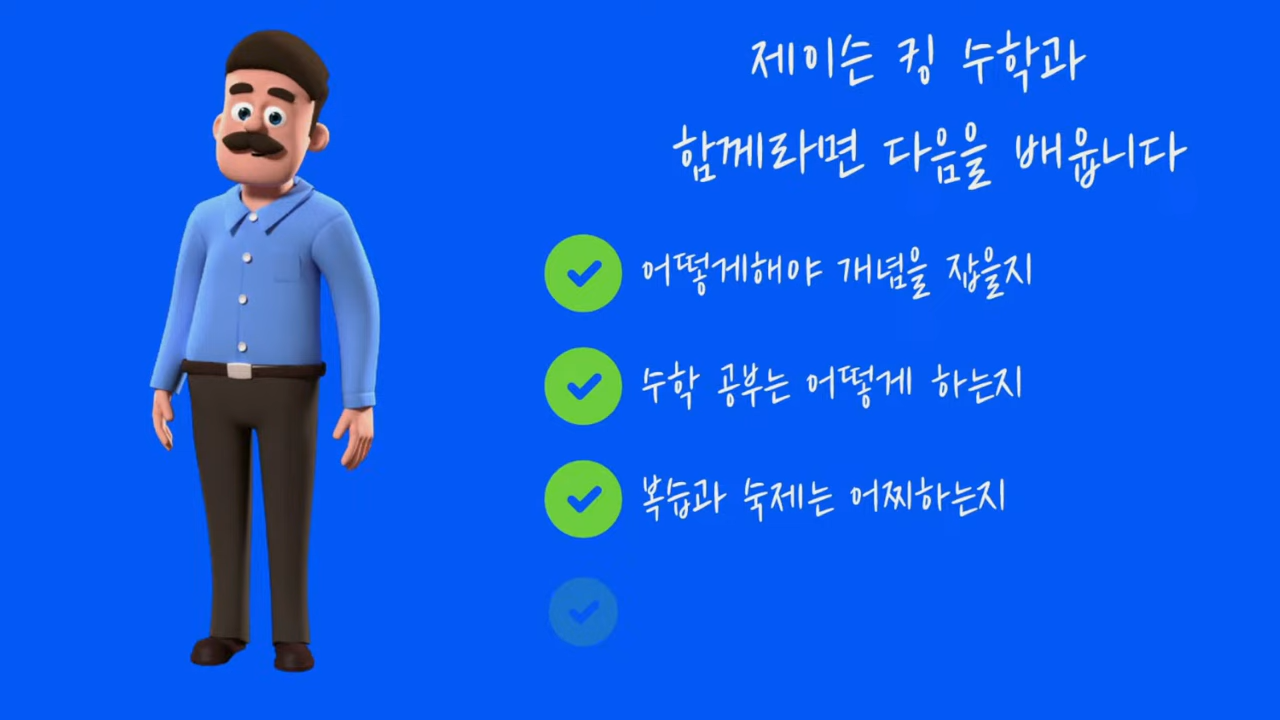 제이슨 킹 수학과
함께라면 다음을 배웁니다
어떻게해야 개념을 잡을지
수학 공부는 어떻게 하는지
복습과 숙제는 어찌하는지